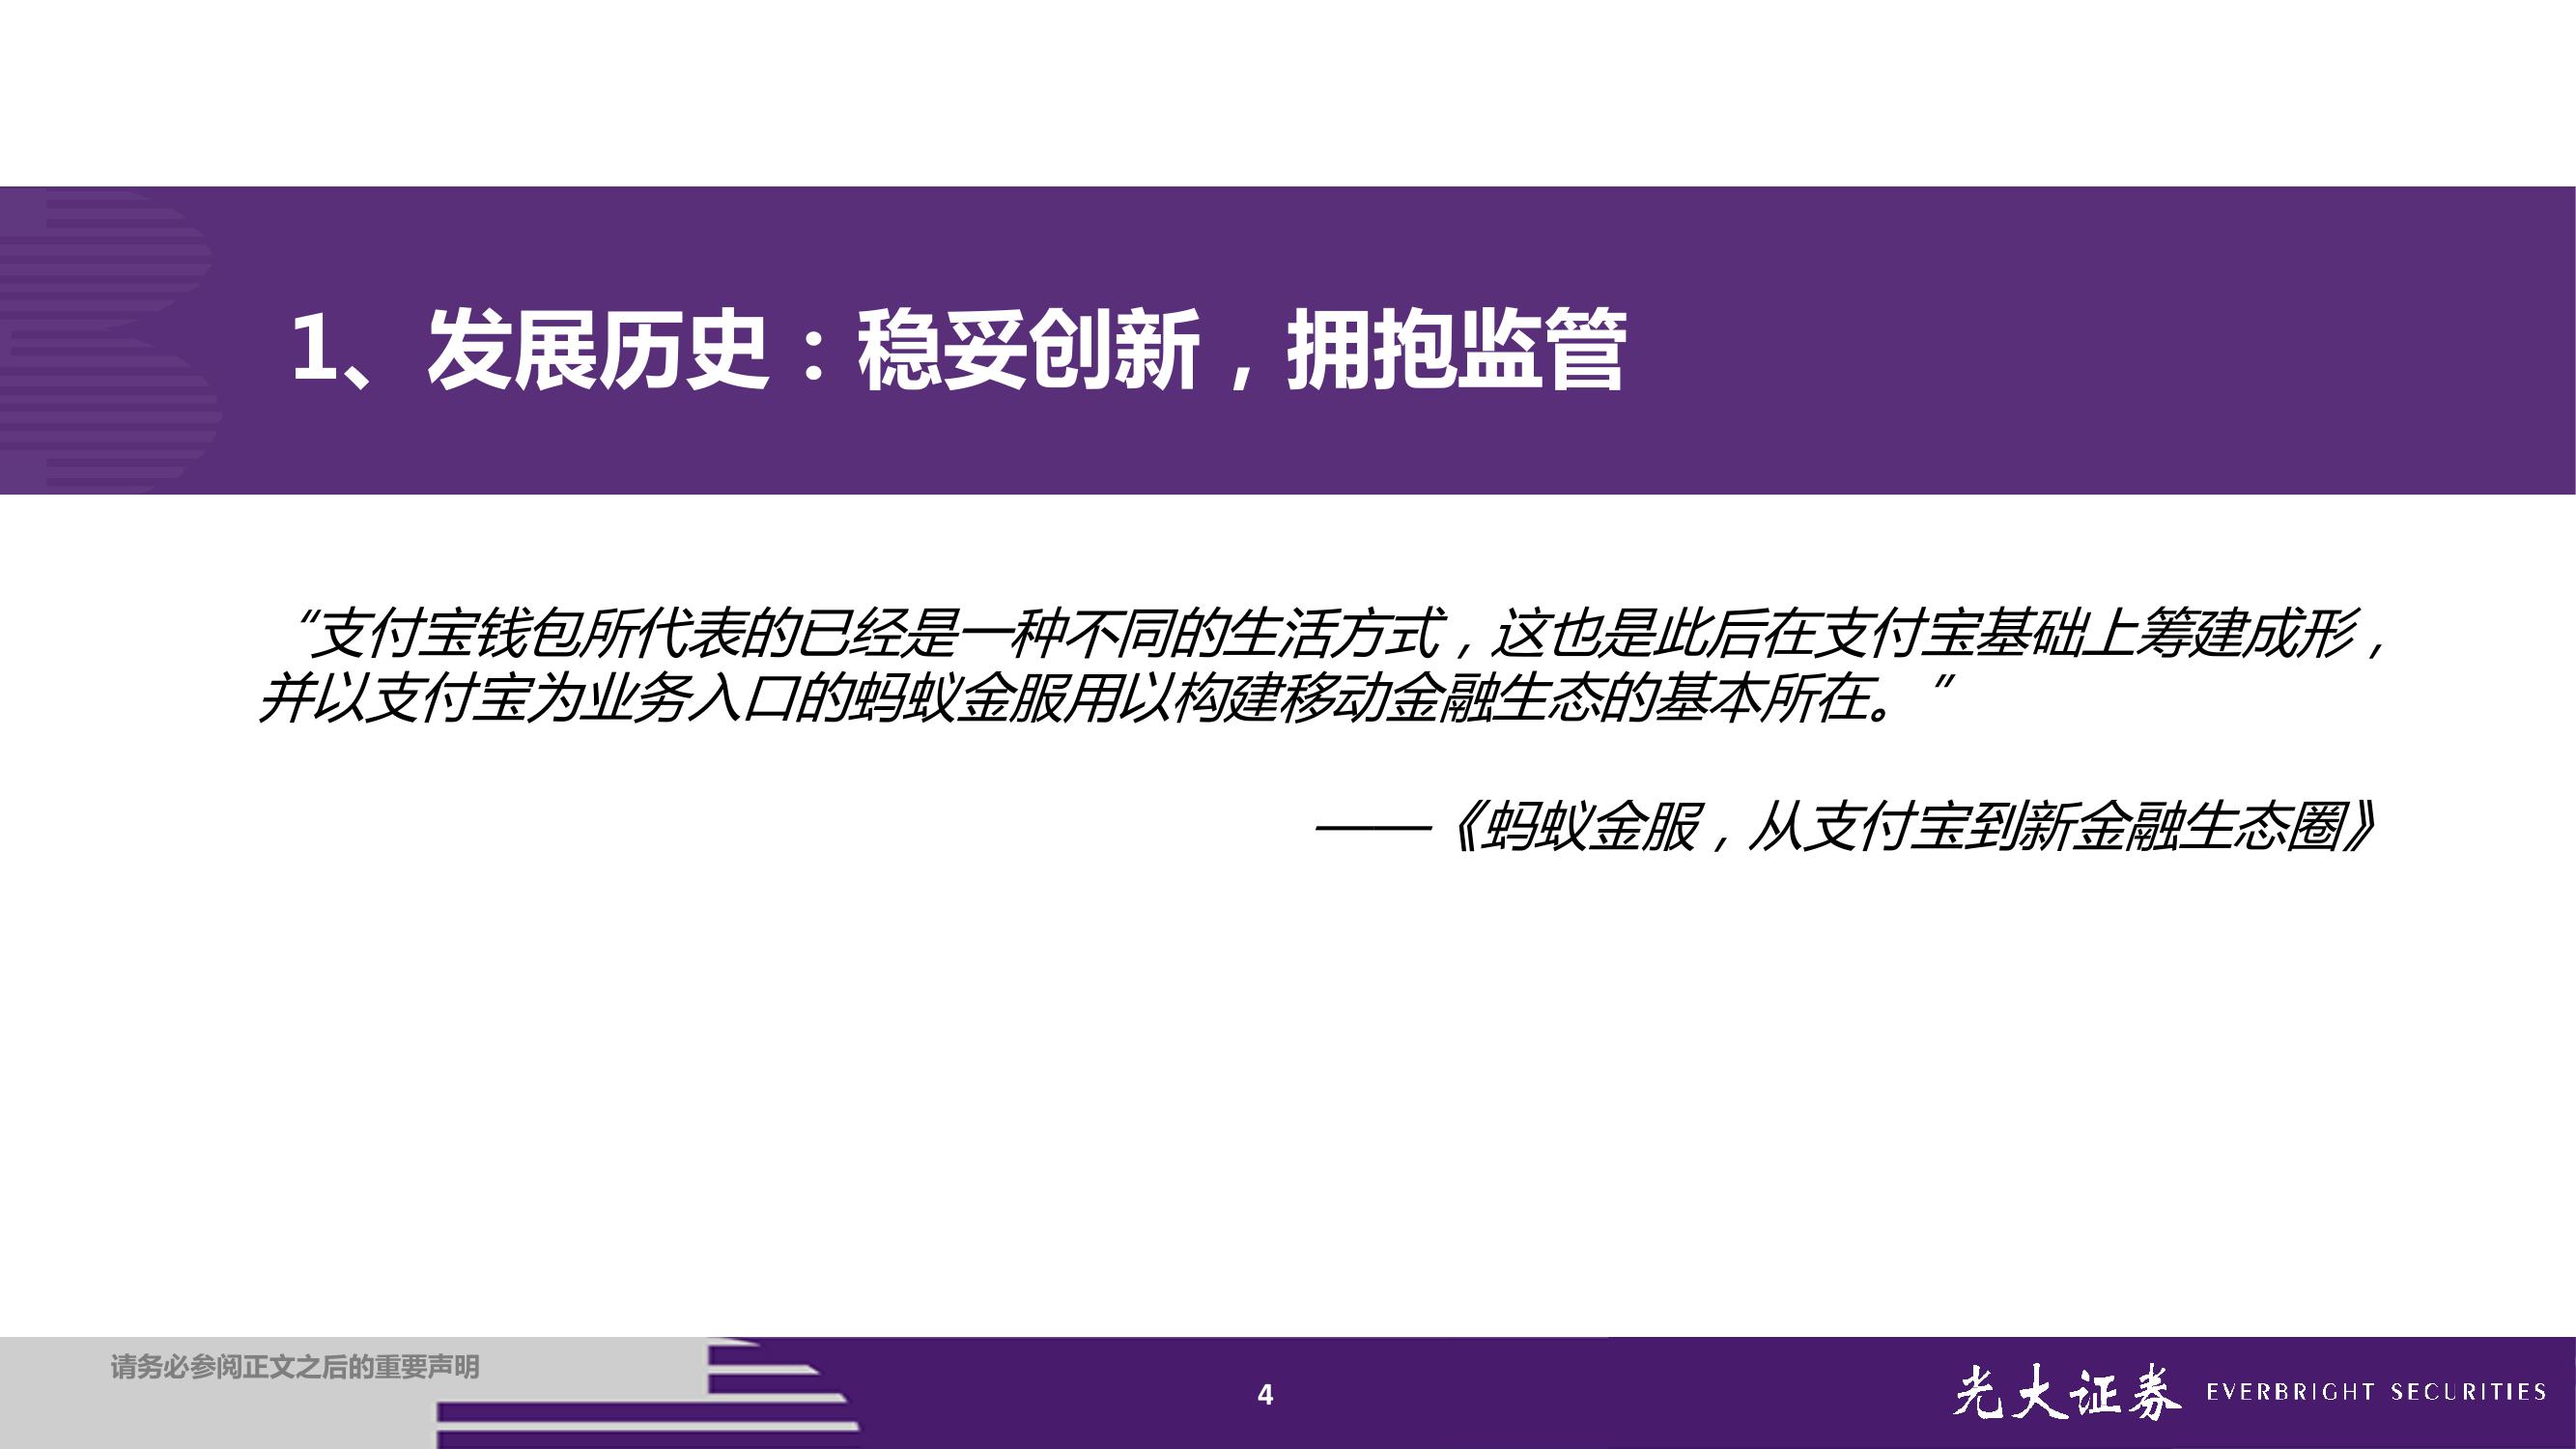 1、发展历史：稳妥创新，拥抱监管
“支付宝钱包所代表的已经是一种不同的生活方式，这也是此后在支付宝基础上筹建成形，
并以支付宝为业务入口的蚂蚁金服用以构建移动金融生态的基本所在。”
——《蚂蚁金服，从支付宝到新金融生态圈》
请务必参阅正文之后的重要声明
4
光大证券 EVERBRIGHT SECURITIES